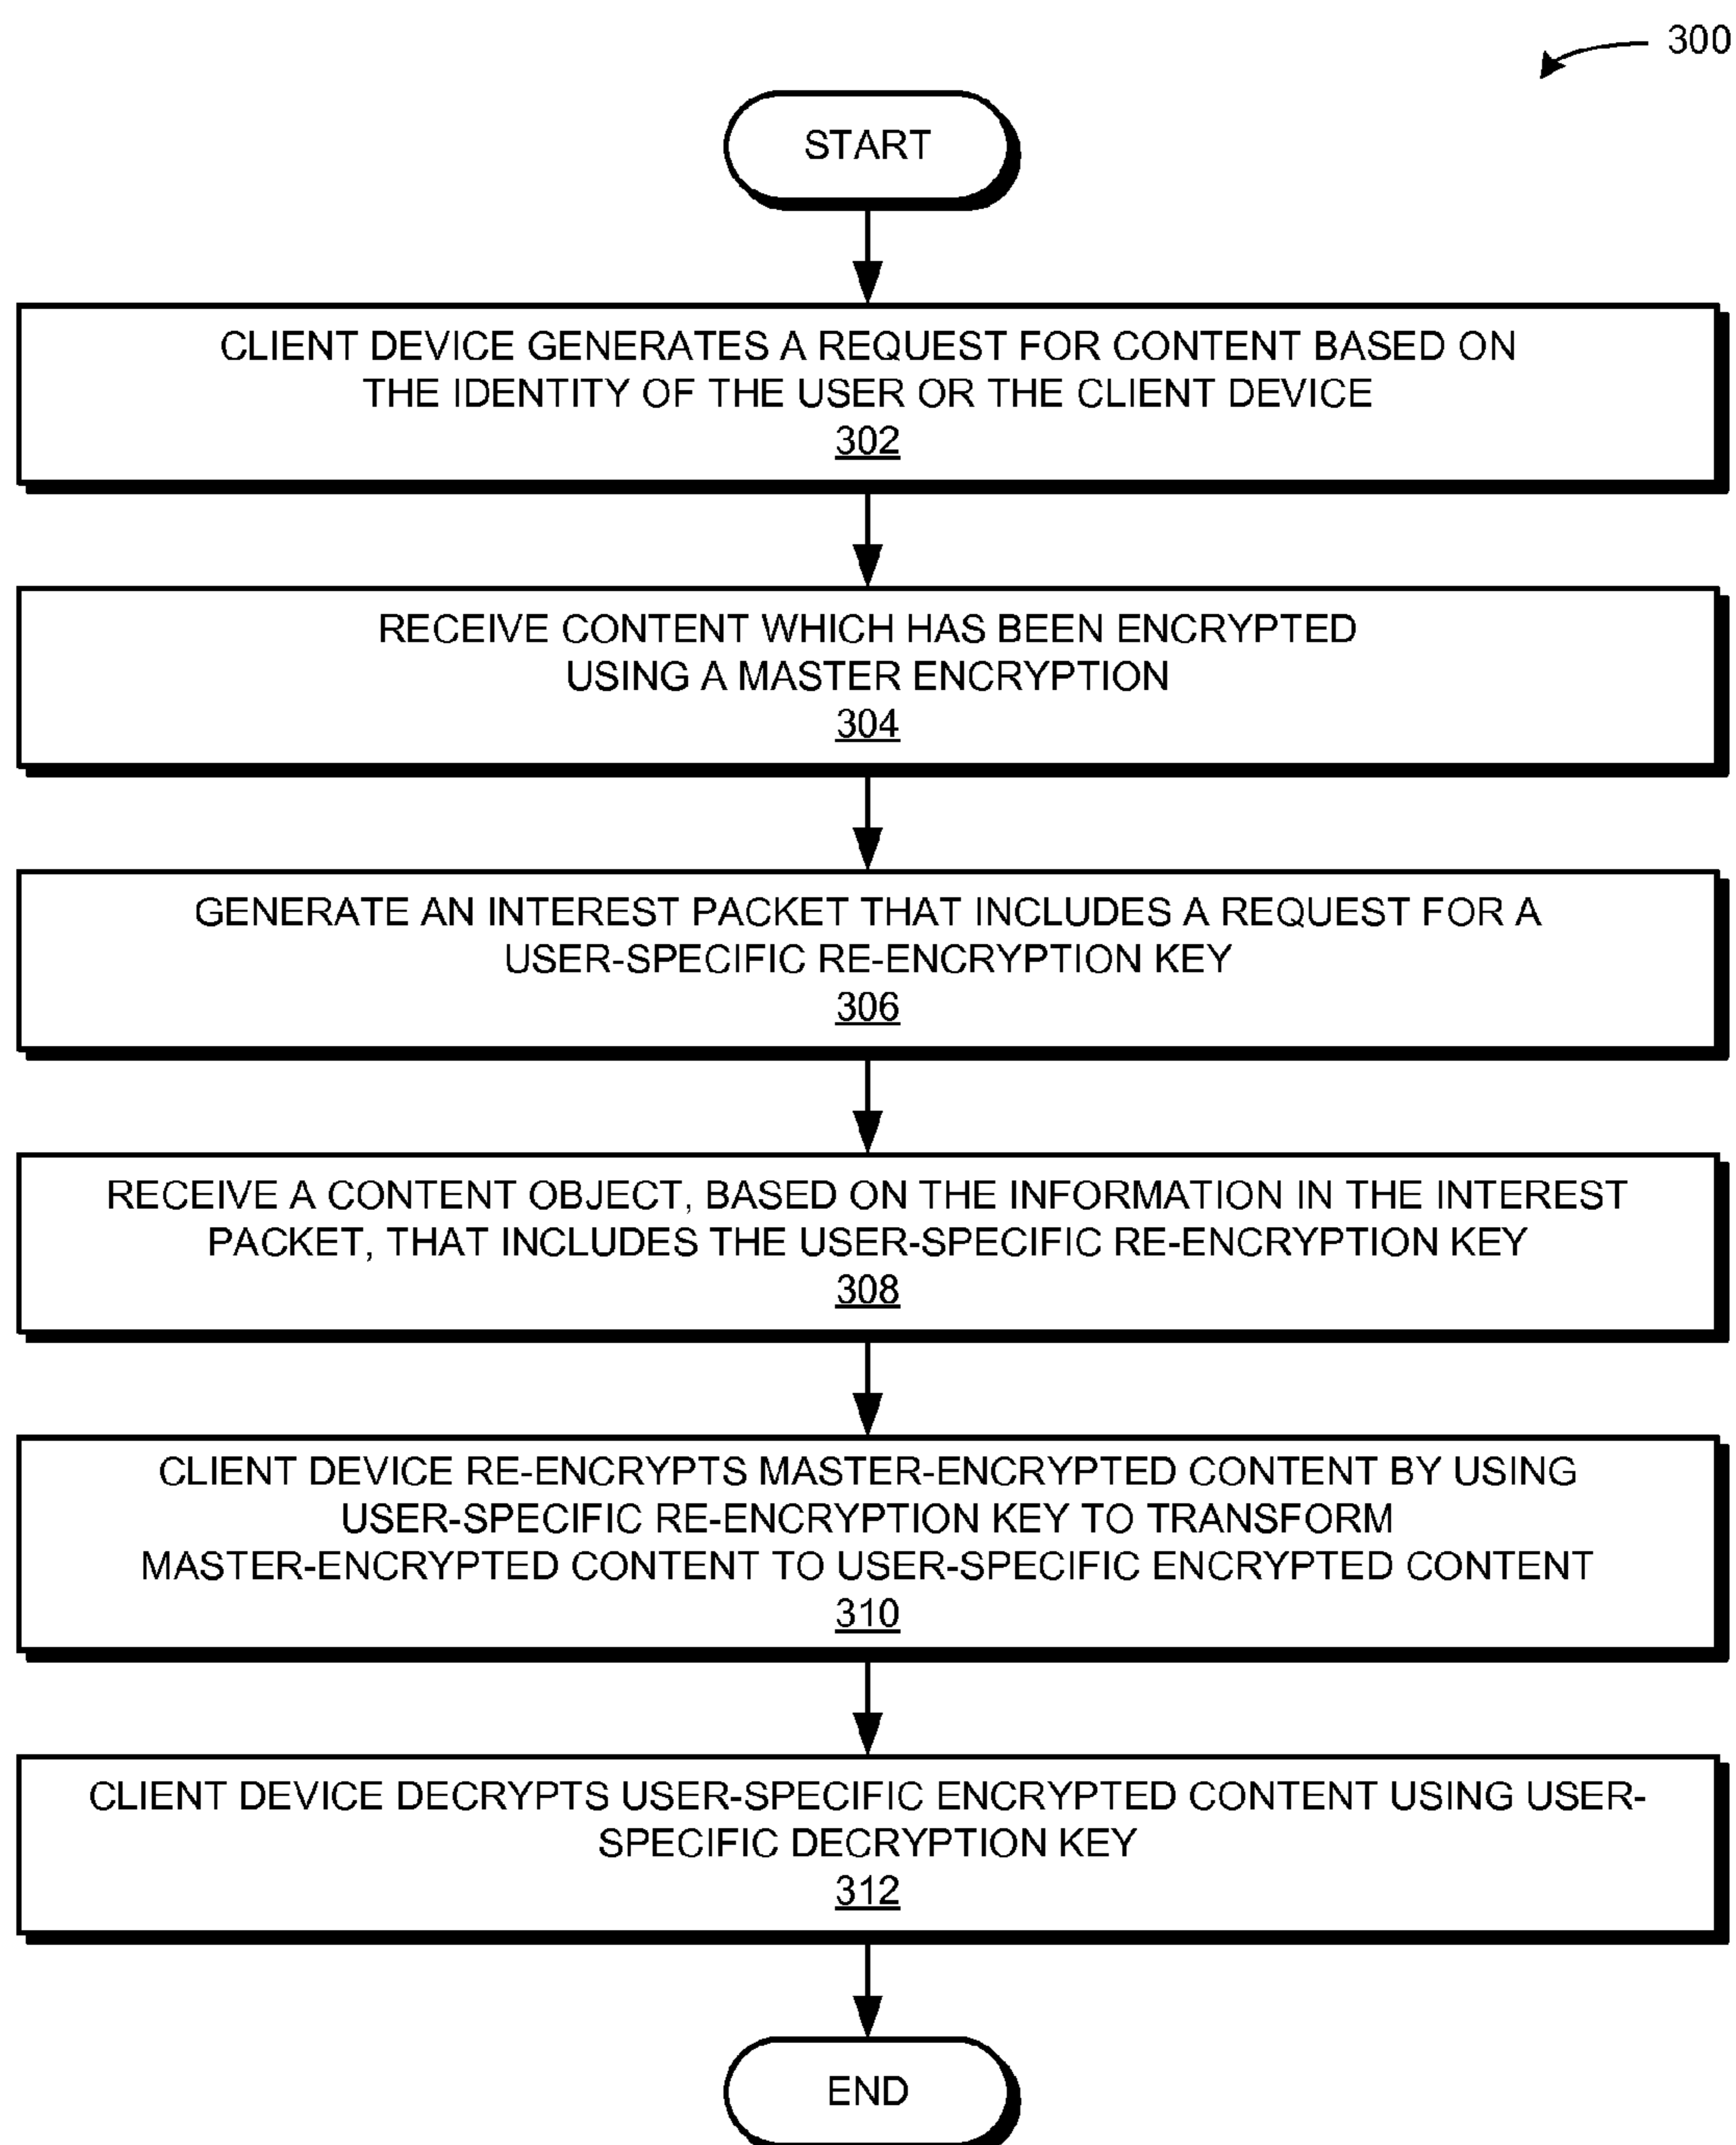 300
START
CLIENT DEVICE GENERATES A REQUEST FOR CONTENT BASED ON
THE IDENTITY OF THE USER OR THE CLIENT DEVICE
302
RECEIVE CONTENT WHICH HAS BEEN ENCRYPTED
USING A MASTER ENCRYPTION
304
GENERATE AN INTEREST PACKET THAT INCLUDES A REQUEST FOR A
USER-SPECIFIC RE-ENCRYPTION KEY
306
RECEIVE A CONTENT OBJECT, BASED ON THE INFORMATION IN THE INTEREST
PACKET, THAT INCLUDES THE USER-SPECIFIC RE-ENCRYPTION KEY
308
CLIENT DEVICE RE-ENCRYPTS MASTER-ENCRYPTED CONTENT BY USING
USER-SPECIFIC RE-ENCRYPTION KEY TO TRANSFORM
MASTER-ENCRYPTED CONTENT TO USER-SPECIFIC ENCRYPTED CONTENT
310
CLIENT DEVICE DECRYPTS USER-SPECIFIC ENCRYPTED CONTENT USING USER-
SPECIFIC DECRYPTION KEY
312
END